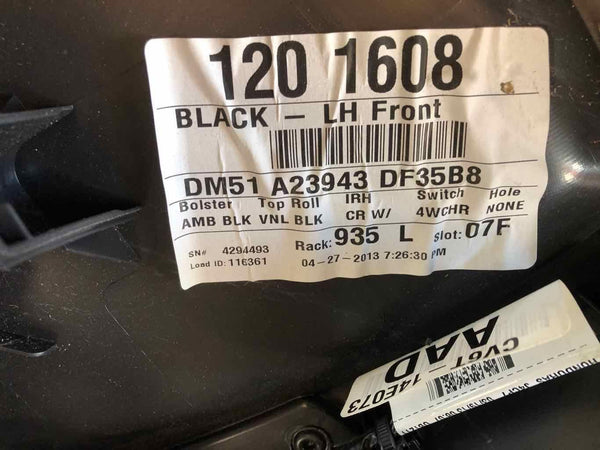 120 1608
BLACK - LH Front
DM51 A23943 DF35B8
Bolster Top Roll IRH Switch Hole
AMB BLK VNL BLK CR W/ 4WCHR NONE
SN# 4294493 Rack: 935 L Slot: 07F
Load ID: 116361 04-27-2013 7:26:30 PM
CV6T-14E073
AAD